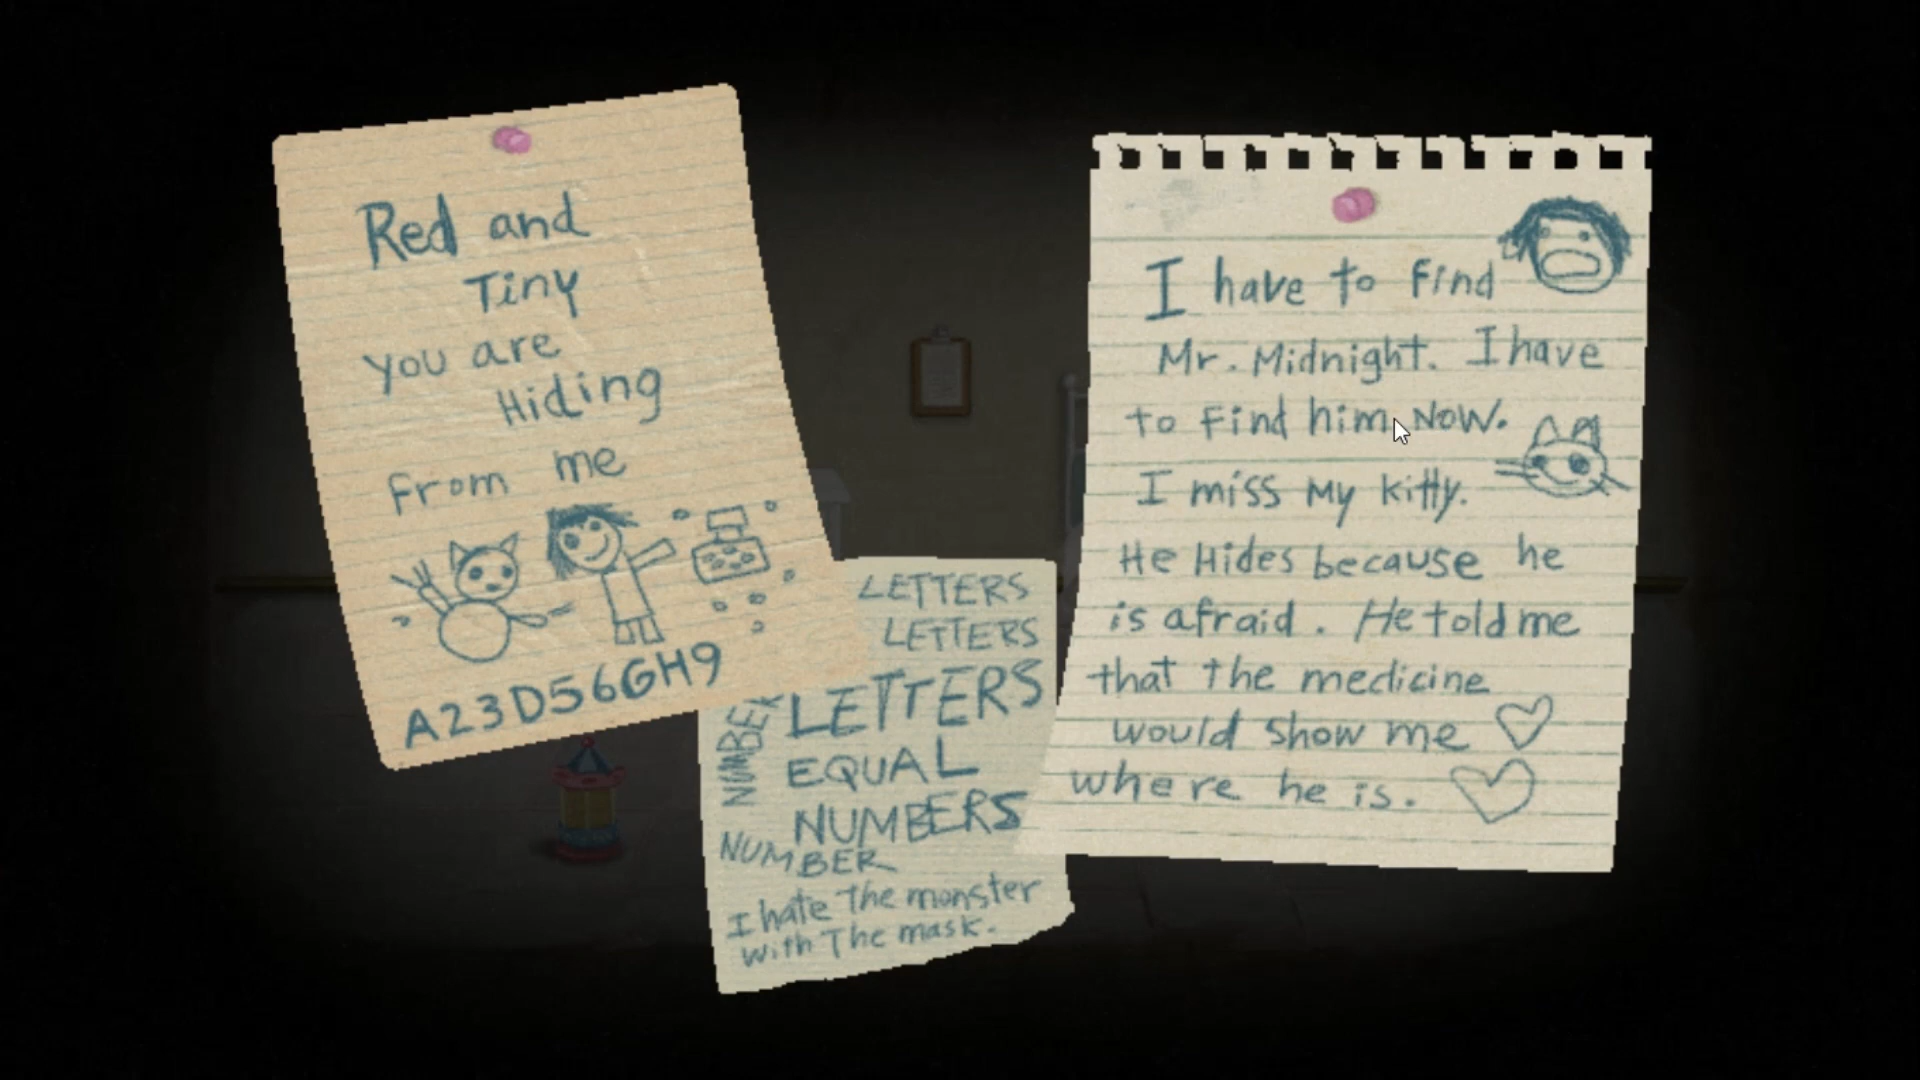 Red and
Tiny
you are
Hiding
from me
A23D56GH9
LETTERS
LETTERS
LETTERS
EQUAL
NUMBERS
NUMBER
NUMBER
I hate The monster
with The mask.
I have to find
Mr. Midnight. I have
to Find him NOW.
I miss My kitty.
He Hides because he
is afraid. He told me
that the medicine
would show me
where he is.